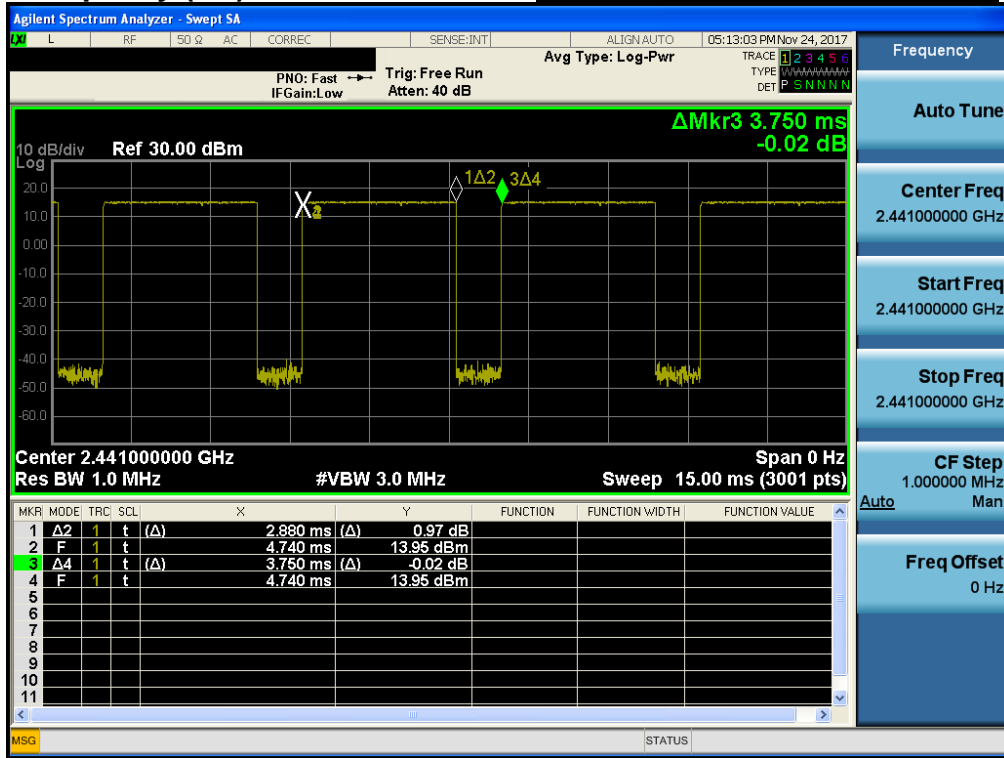 Agilent Spectrum Analyzer - Swept SA
LXI L RF 50 Ω AC CORREC SENSE:INT ALIGN AUTO 05:13:03 PM Nov 24, 2017
Frequency
Avg Type: Log-Pwr
TRACE 1 2 3 4 5 6
PNO: Fast Trig: Free Run
TYPE WWWWWW
IFGain:Low Atten: 40 dB
DET P S N N N N
Auto Tune
ΔMkr3 3.750 ms
-0.02 dB
10 dB/div Ref 30.00 dBm
Log
1Δ2 3Δ4
20.0
X2
10.0
0.00
-10.0
-20.0
-30.0
-40.0
-50.0
-60.0
Center Freq
2.441000000 GHz
Start Freq
2.441000000 GHz
Stop Freq
2.441000000 GHz
Center 2.441000000 GHz Span 0 Hz
Res BW 1.0 MHz #VBW 3.0 MHz Sweep 15.00 ms (3001 pts)
CF Step
1.000000 MHz
Auto Man
Freq Offset
0 Hz
MKR MODE TRC SCL X Y FUNCTION FUNCTION WIDTH FUNCTION VALUE
1 Δ2 1 t (Δ) 2.880 ms (Δ) 0.97 dB
2 F 1 t 4.740 ms 13.95 dBm
3 Δ4 1 t (Δ) 3.750 ms (Δ) -0.02 dB
4 F 1 t 4.740 ms 13.95 dBm
5
6
7
8
9
10
11
MSG STATUS